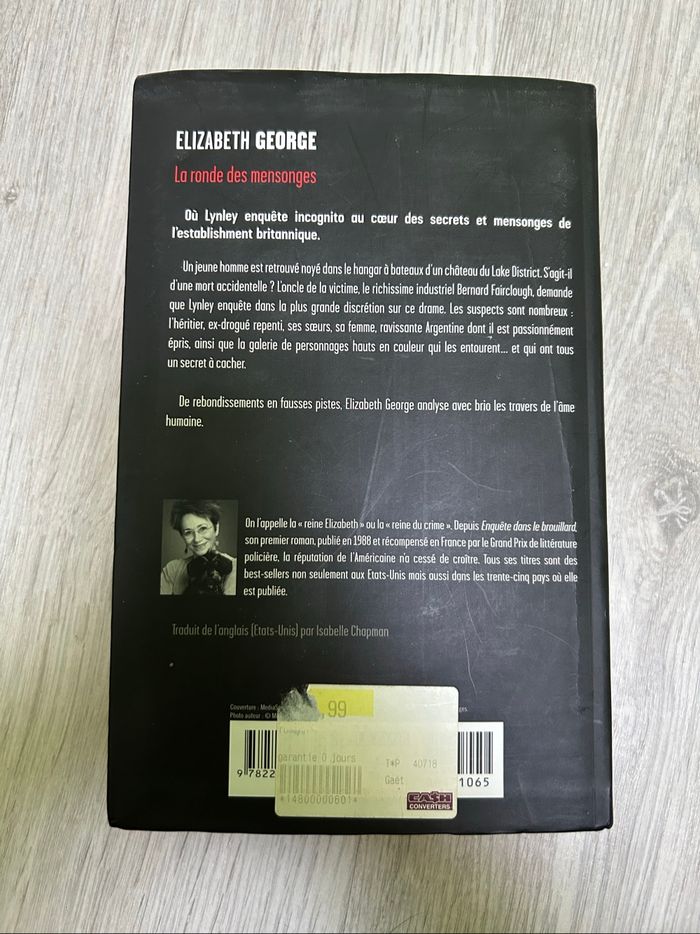 ELIZABETH GEORGE
La ronde des mensonges
Où Lynley enquête incognito au cœur des secrets et mensonges de
l'establishment britannique.
Un jeune homme est retrouvé noyé dans le hangar à bateaux d'un château du Lake District. S'agit-il
d'une mort accidentelle ? L'oncle de la victime, le richissime industriel Bernard Fairclough, demande
que Lynley enquête dans la plus grande discrétion sur ce drame. Les suspects sont nombreux :
l'héritier, ex-drogué repenti, ses sœurs, sa femme, ravissante Argentine dont il est passionnément
épris, ainsi que la galerie de personnages hauts en couleur qui les entourent... et qui ont tous
un secret à cacher.
De rebondissements en fausses pistes, Elizabeth George analyse avec brio les travers de l'âme
humaine.
On l'appelle la « reine Elizabeth » ou la « reine du crime ». Depuis Enquête dans le brouillard,
son premier roman, publié en 1988 et récompensé en France par le Grand Prix de littérature
policière, la réputation de l'Américaine n'a cessé de croître. Tous ses titres sont des
best-sellers non seulement aux Etats-Unis mais aussi dans les trente-cinq pays où elle
est publiée.
Traduit de l'anglais (Etats-Unis) par Isabelle Chapman
Couverture :
Photo auteur : ©
,99
garantie 0 jours
I*P 40718
Gaët
9 7822
1065
*14800000601*
CA$H
CONVERTERS